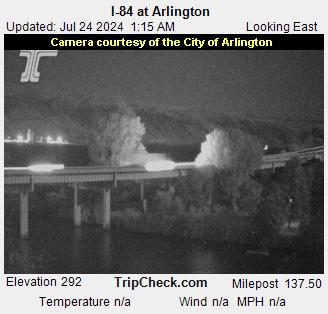 I-84 at Arlington
Updated: Jul 24 2024 1:15 AM Looking East
Camera courtesy of the City of Arlington
Elevation 292 TripCheck.com Milepost 137.50
Temperature n/a Wind n/a MPH n/a